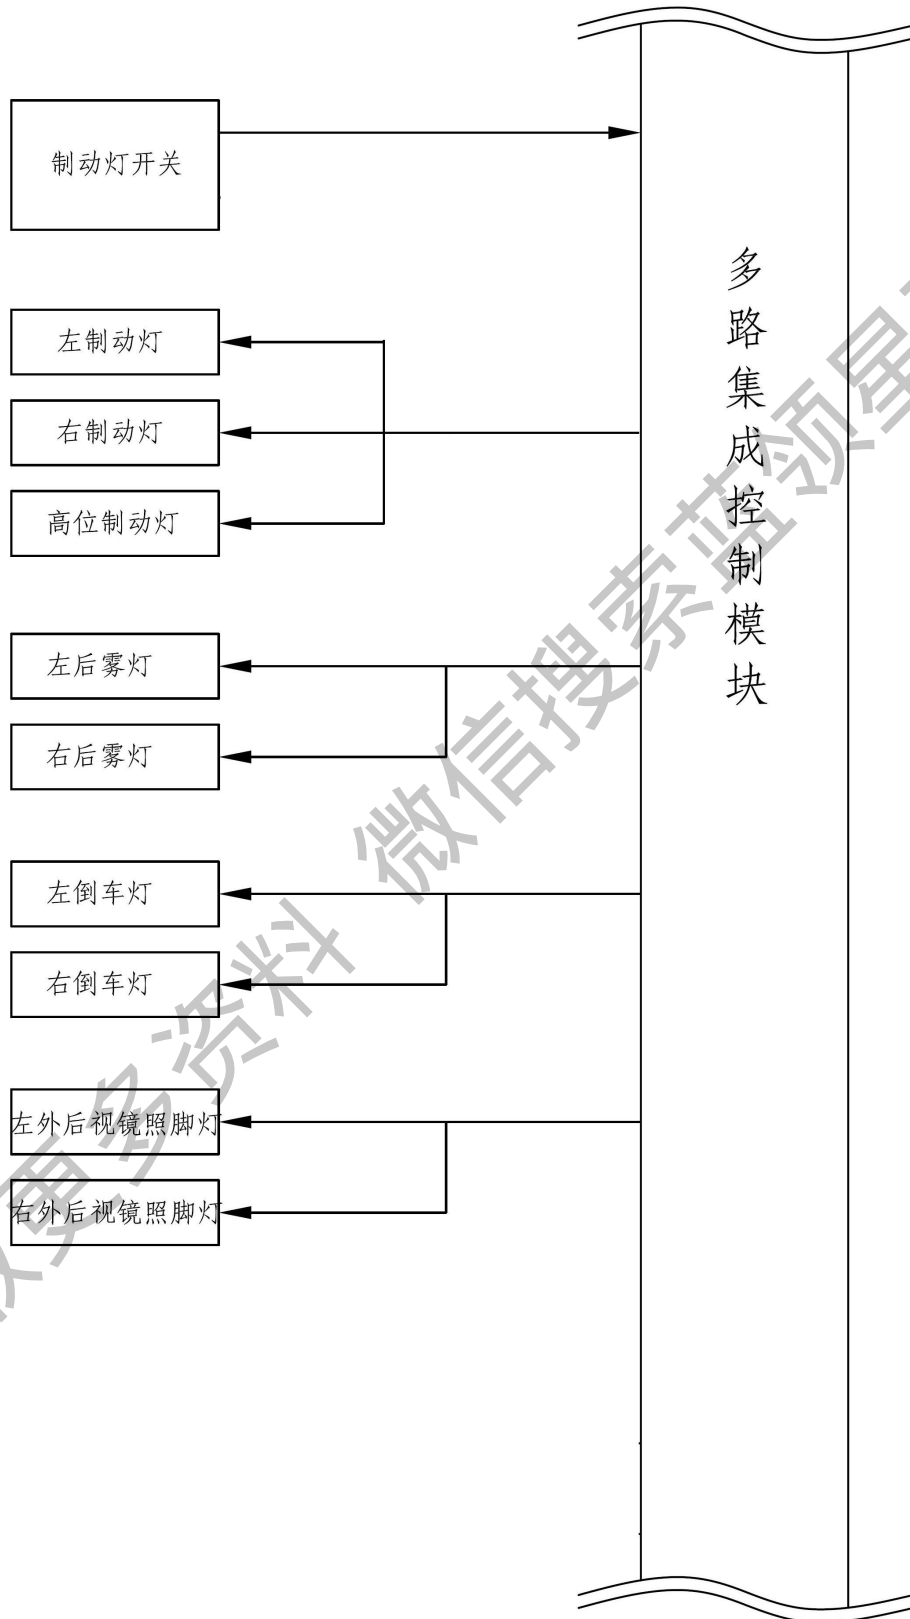 制动灯开关
左制动灯
右制动灯
高位制动灯
左后雾灯
右后雾灯
左倒车灯
右倒车灯
左外后视镜照脚灯
右外后视镜照脚灯
多路集成控制模块
更多资料 微信搜索蓝领星